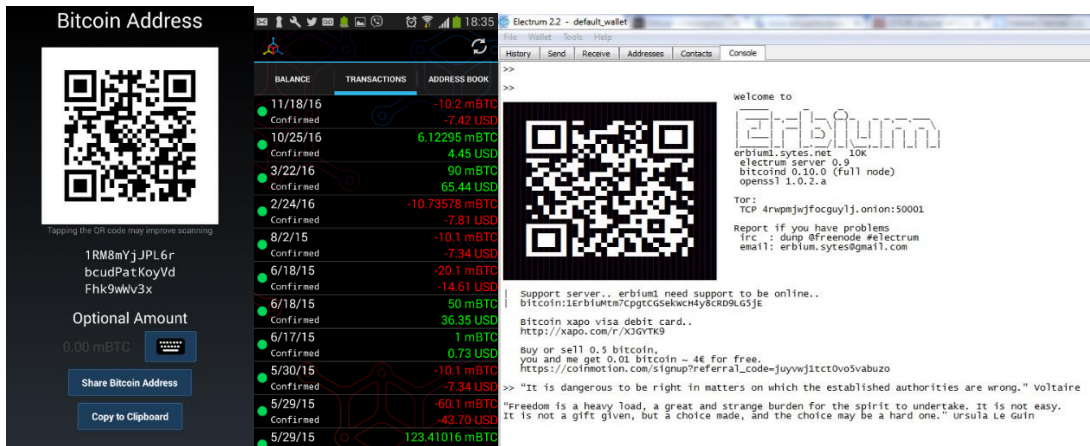 Bitcoin Address
Tapping the QR code may improve scanning
1RM8mYjJPL6r
bcudPatKoyVd
Fhk9wWv3x
Optional Amount
0.00 mBTC
Share Bitcoin Address
Copy to Clipboard
18:35
BALANCE TRANSACTIONS ADDRESS BOOK
11/18/16 -10.2 mBTC
Confirmed -7.42 USD
10/25/16 6.12295 mBTC
Confirmed 4.45 USD
3/22/16 90 mBTC
Confirmed 65.44 USD
2/24/16 -10.73578 mBTC
Confirmed -7.81 USD
8/2/15 -10.1 mBTC
Confirmed -7.34 USD
6/18/15 -20.1 mBTC
Confirmed -14.61 USD
6/18/15 50 mBTC
Confirmed 36.35 USD
6/17/15 1 mBTC
Confirmed 0.73 USD
5/30/15 -10.1 mBTC
Confirmed -7.34 USD
5/29/15 -60.1 mBTC
Confirmed -43.70 USD
5/29/15 123.41016 mBTC
Electrum 2.2 - default_wallet
File Wallet Tools Help
History Send Receive Addresses Contacts Console
>>
>>
Welcome to
Erbium
erbium1.sytes.net 10K
electrum server 0.9
bitcoind 0.10.0 (full node)
openssl 1.0.2.a
Tor:
TCP 4rwpmjwjfocguylj.onion:50001
Report if you have problems
irc : dunp @freenode #electrum
email: erbium.sytes@gmail.com
| Support server.. erbium1 need support to be online..
| bitcoin:1ErbiuMtm7CpgtCGSekwcH4y8cRD9LG5jE
Bitcoin xapo visa debit card..
http://xapo.com/r/XJGYTK9
Buy or sell 0.5 bitcoin,
you and me get 0.01 bitcoin ~ 4€ for free.
https://coinmotion.com/signup?referral_code=juyvwj1tctOvo5vabuzo
>> "It is dangerous to be right in matters on which the established authorities are wrong." Voltaire
"Freedom is a heavy load, a great and strange burden for the spirit to undertake. It is not easy.
It is not a gift given, but a choice made, and the choice may be a hard one." Ursula Le Guin